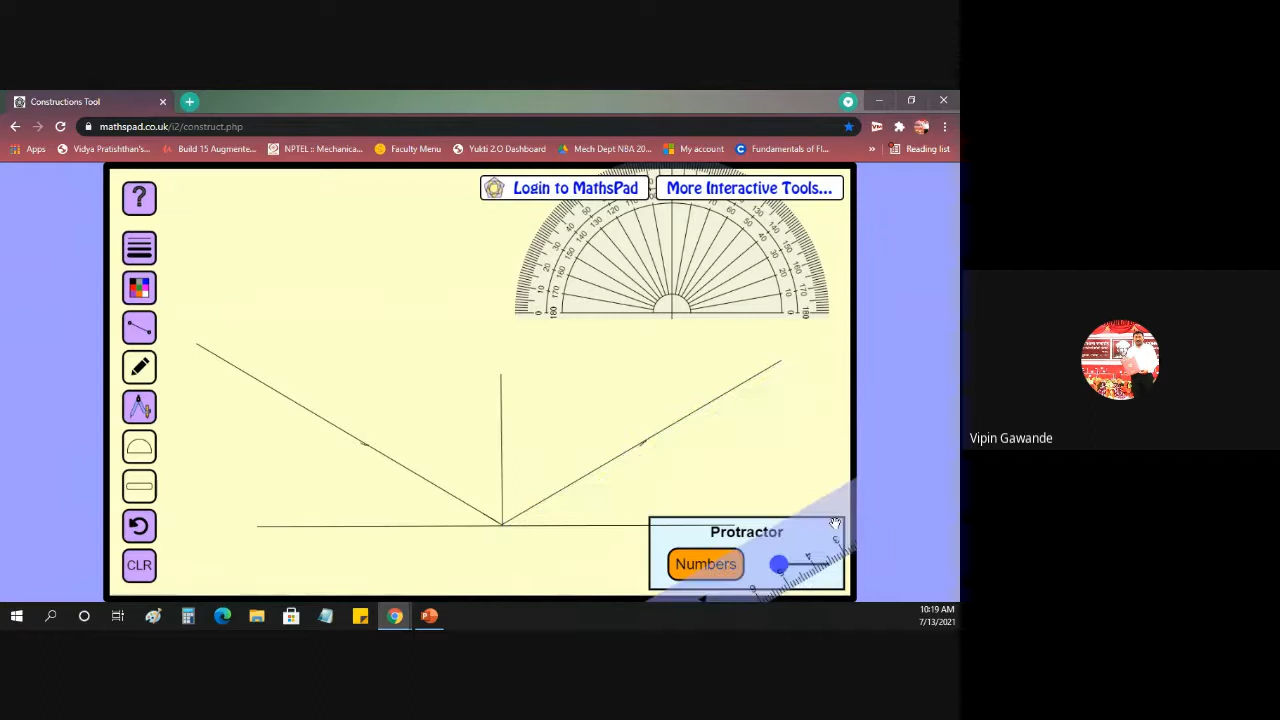 Constructions Tool
mathspad.co.uk/i2/construct.php
Apps Vidya Pratishthan's... Build 15 Augmente... NPTEL :: Mechanica... Faculty Menu Yukti 2.O Dashboard Mech Dept NBA 20... My account Fundamentals of Fl... » Reading list
? Login to MathsPad More Interactive Tools...
Vipin Gawande
Protractor
Numbers
CLR
10:19 AM
7/13/2021